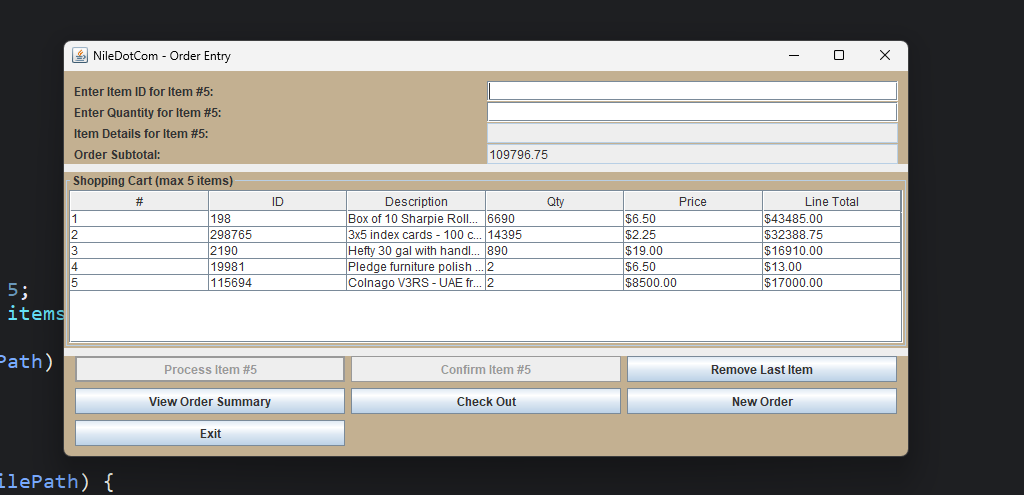 NileDotCom - Order Entry
Enter Item ID for Item #5:
Enter Quantity for Item #5:
Item Details for Item #5:
Order Subtotal: 109796.75
Shopping Cart (max 5 items)
# ID Description Qty Price Line Total
1 198 Box of 10 Sharpie Roll... 6690 $6.50 $43485.00
2 298765 3x5 index cards - 100 c... 14395 $2.25 $32388.75
3 2190 Hefty 30 gal with handl... 890 $19.00 $16910.00
4 19981 Pledge furniture polish ... 2 $6.50 $13.00
5 115694 Colnago V3RS - UAE fr... 2 $8500.00 $17000.00
5;
items
Path)
Process Item #5 Confirm Item #5 Remove Last Item
View Order Summary Check Out New Order
Exit
ilePath) {